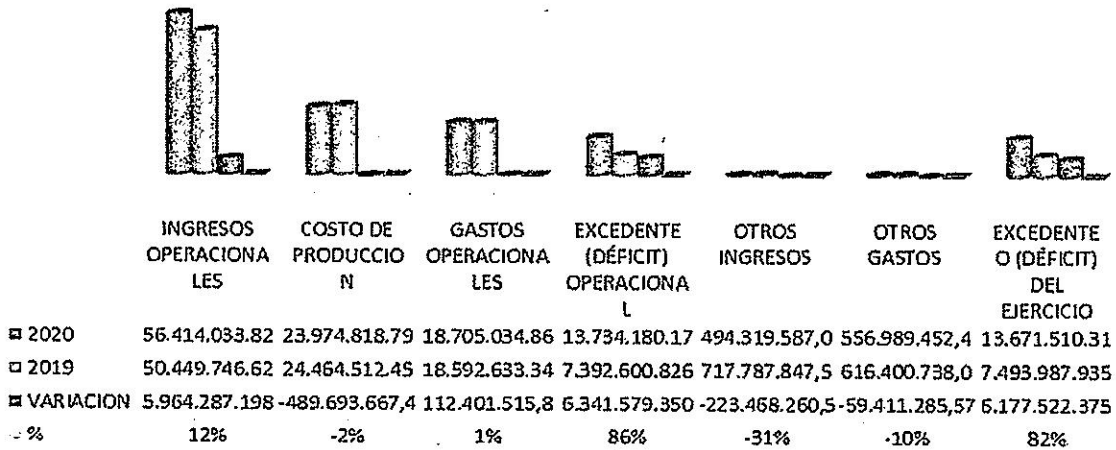 INGRESOS OPERACIONA LES
COSTO DE PRODUCCIO N
GASTOS OPERACIONA LES
EXCEDENTE (DÉFICIT) OPERACIONA L
OTROS INGRESOS
OTROS GASTOS
EXCEDENTE O (DÉFICIT) DEL EJERCICIO
2020 56.414.033.82 23.974.818.79 18.705.034.86 13.734.180.17 494.319.587,0 556.989.452,4 13.671.510.31
2019 50.449.746.62 24.464.512.45 18.592.633.34 7.392.600.826 717.787.847,5 616.400.738,0 7.493.987.935
VARIACION 5.964.287.198 -489.693.667,4 112.401.515,8 6.341.579.350 -223.468.260,5 -59.411.285,57 6.177.522.375
% 12% -2% 1% 86% -31% -10% 82%